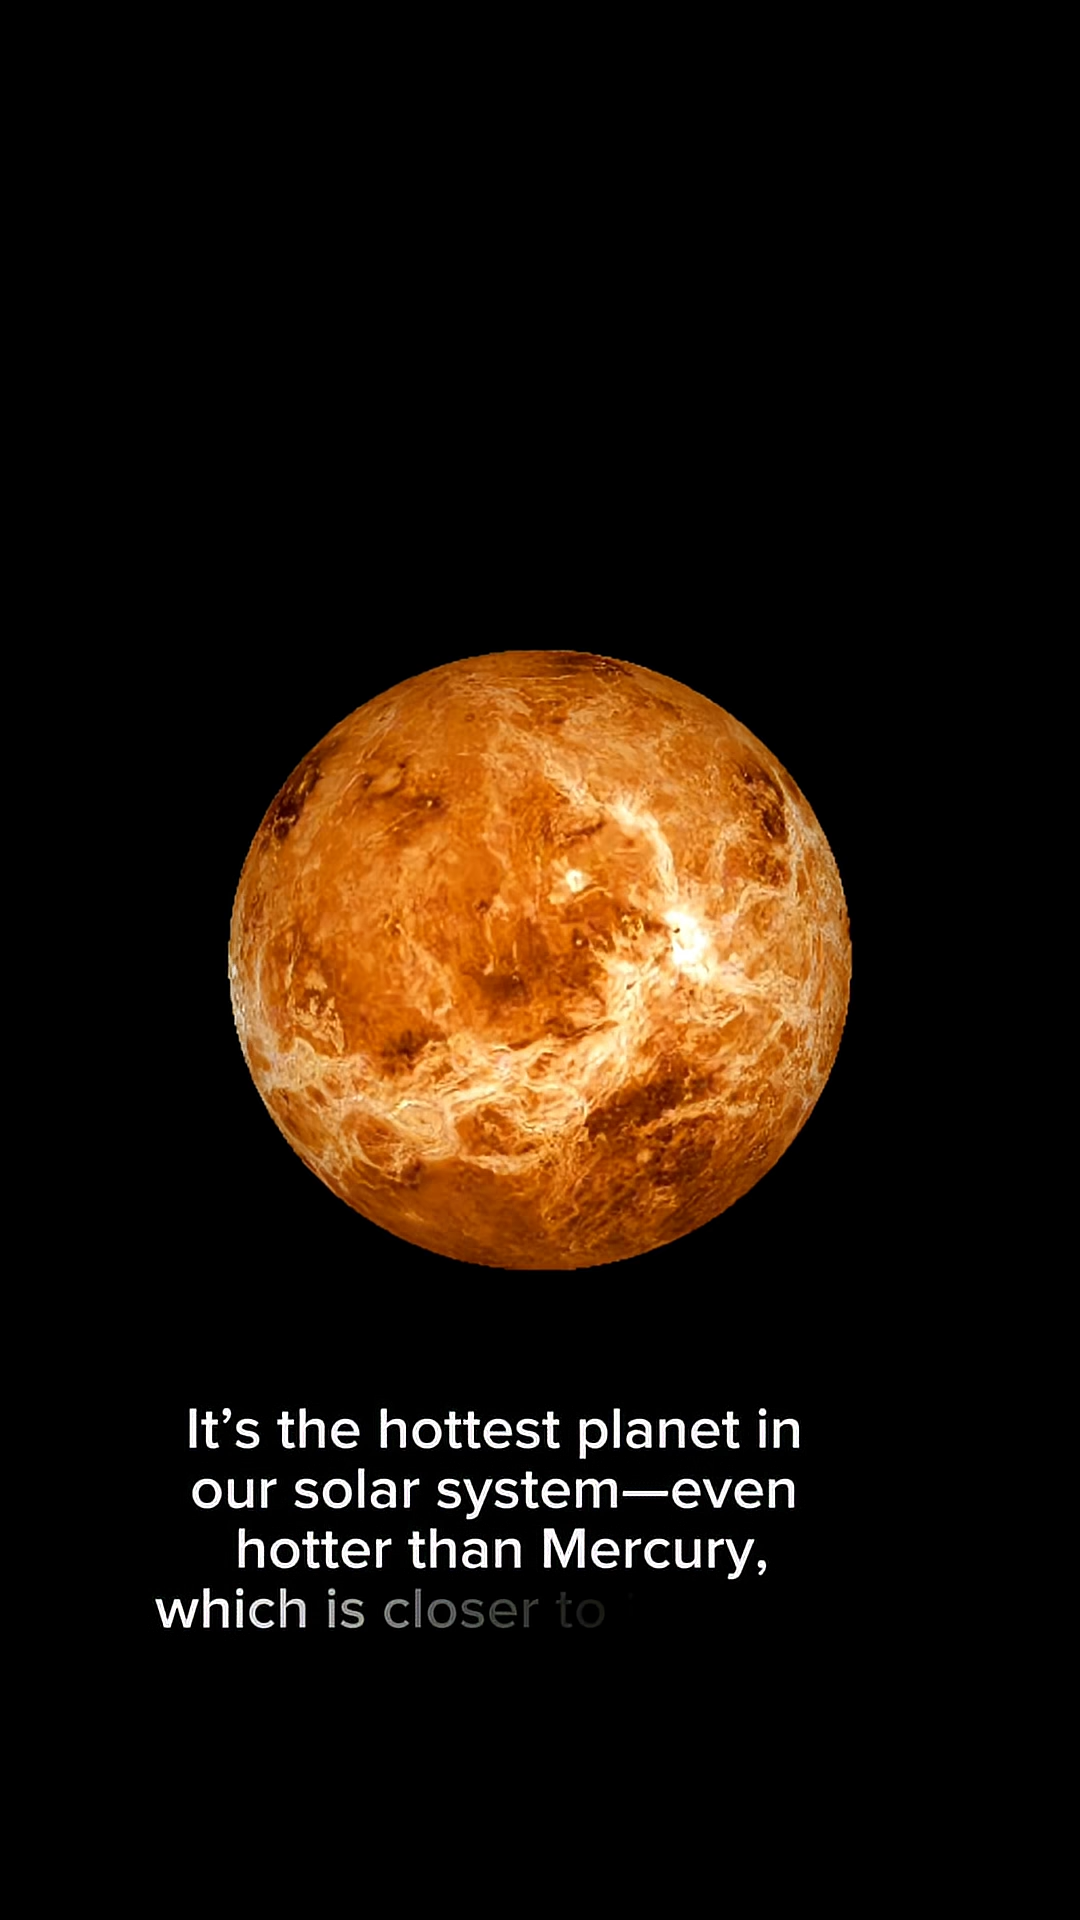 It’s the hottest planet in
our solar system—even
hotter than Mercury,
which is closer to